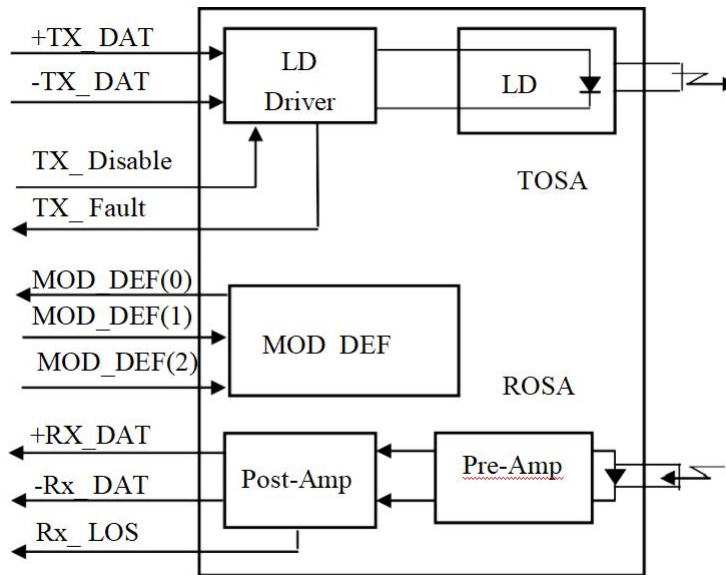 +TX_DAT
-TX_DAT
TX_Disable
TX_Fault
LD
Driver
LD
TOSA
MOD_DEF(0)
MOD_DEF(1)
MOD_DEF(2)
MOD DEF
ROSA
+RX_DAT
-Rx_DAT
Rx_LOS
Post-Amp
Pre-Amp